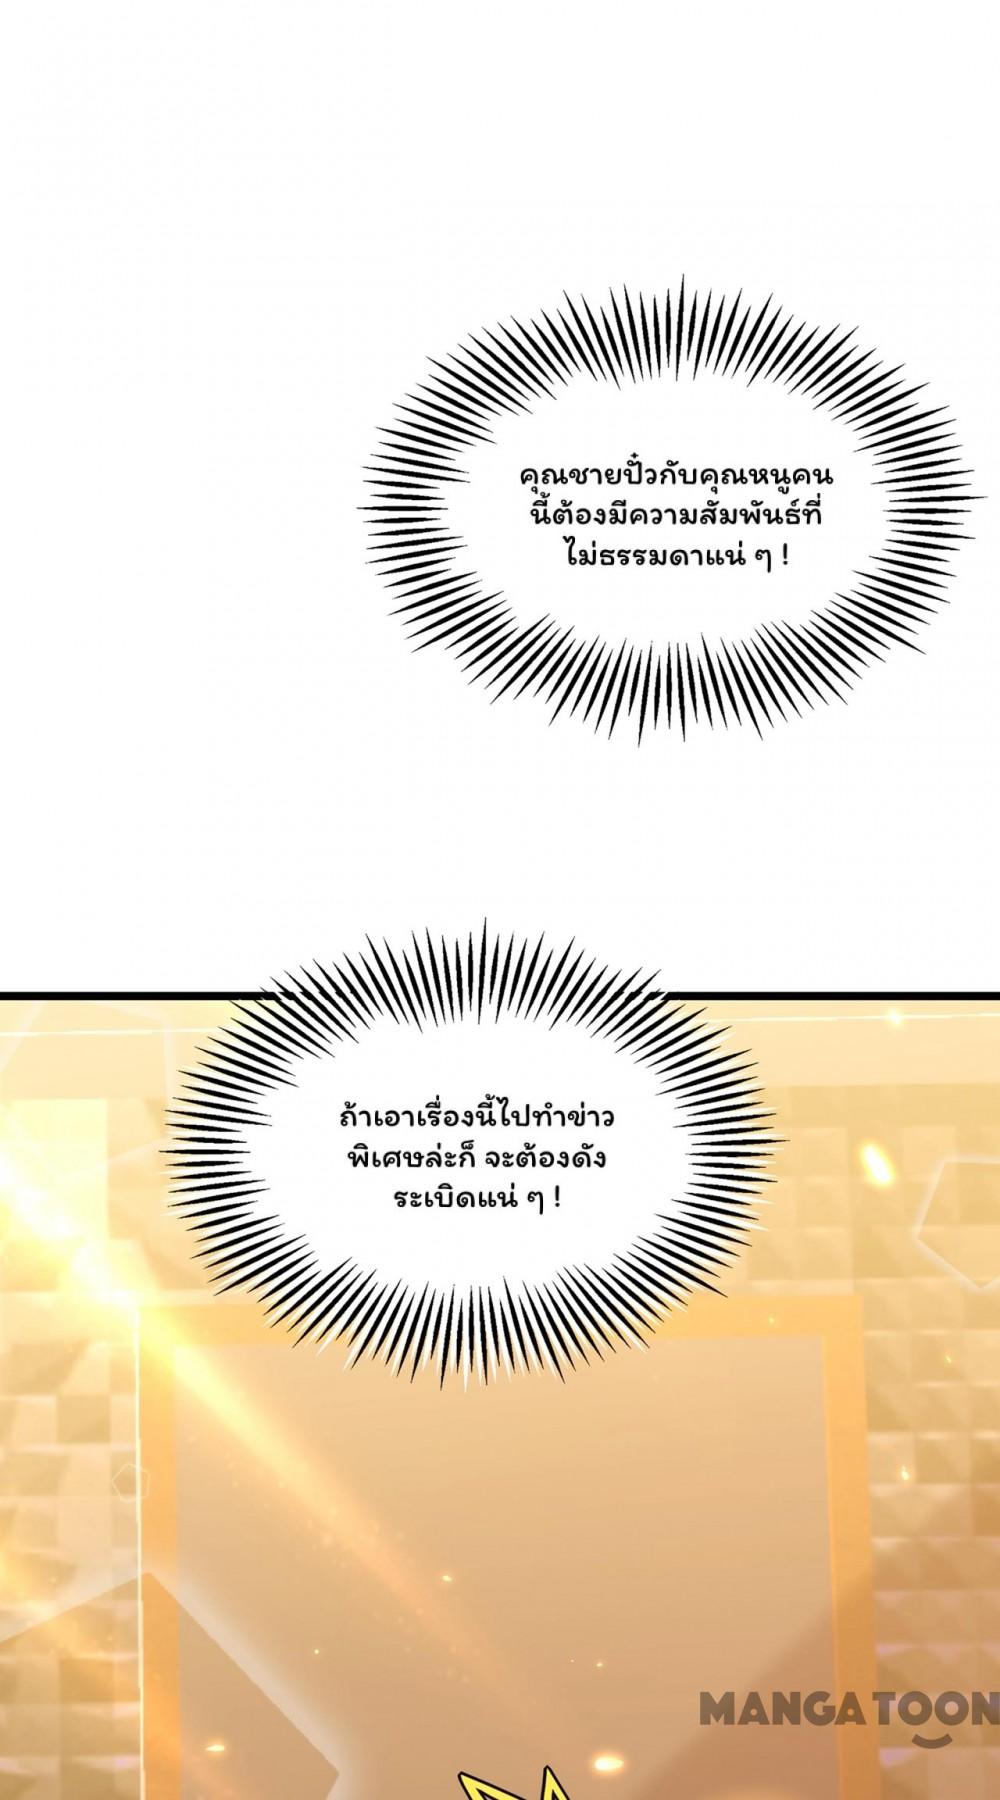 คุณชายปั๋วกับคุณหนูคน
นี้ต้องมีความสัมพันธ์ที่
ไม่ธรรมดาแน่ ๆ !
ถ้าเอาเรื่องนี้ไปทำข่าว
พิเศษล่ะก็ จะต้องดัง
ระเบิดแน่ ๆ !
MANGATOON